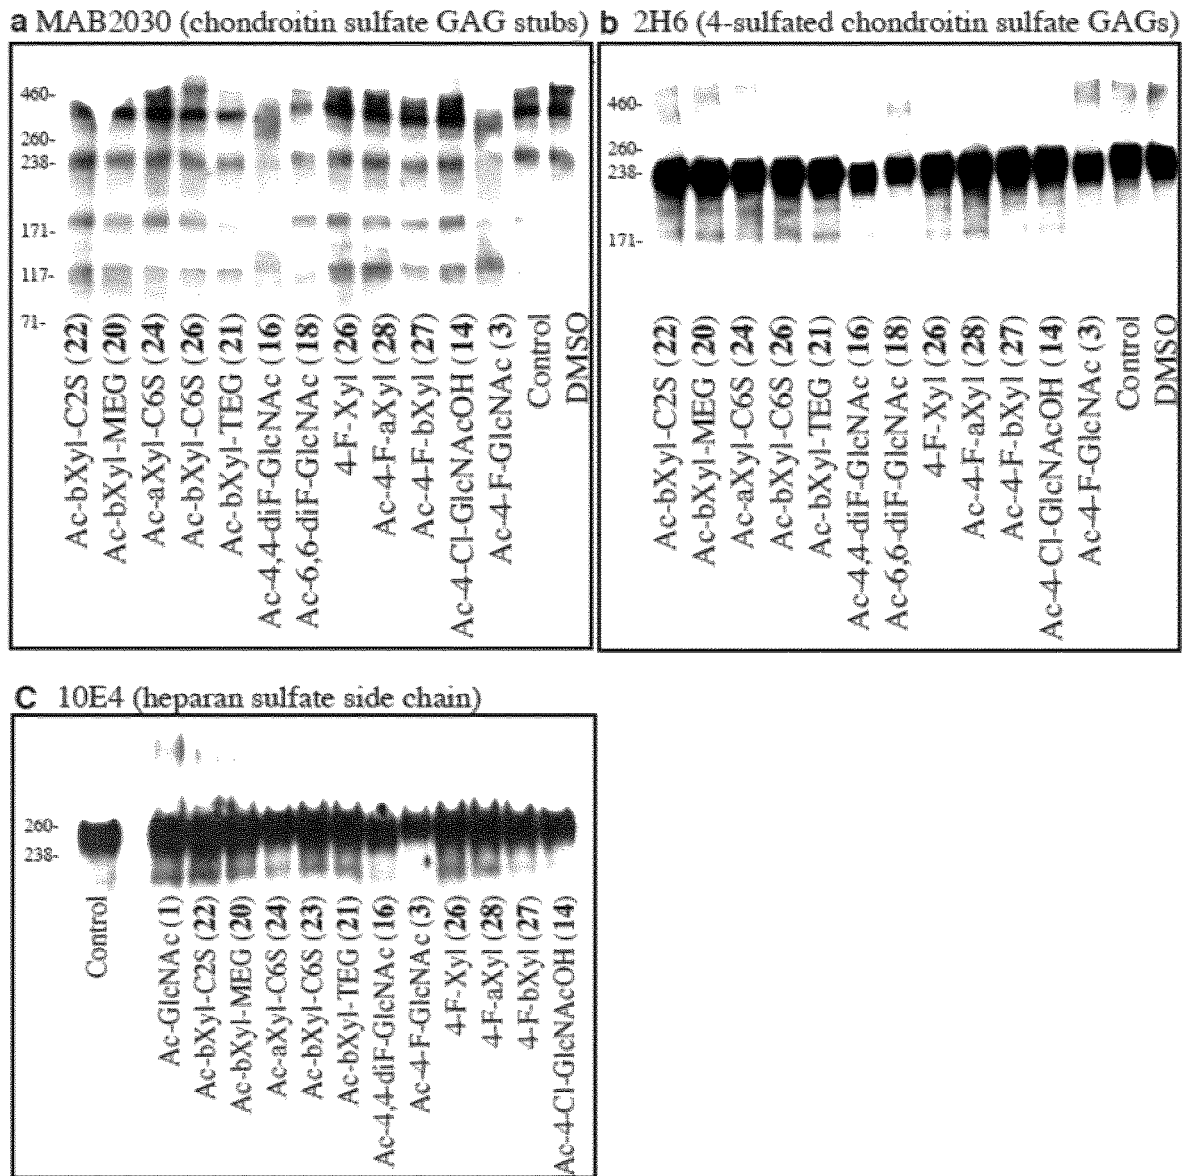 a MAB2030 (chondroitin sulfate GAG stubs)
460-
260-
238-
171-
117-
71-
Ac-bXyl-C2S (22)
Ac-bXyl-MEG (20)
Ac-aXyl-C6S (24)
Ac-bXyl-C6S (26)
Ac-bXyl-TEG (21)
Ac-4,4-diF-GlcNAc (16)
Ac-6,6-diF-GlcNAc (18)
4-F-Xyl (26)
Ac-4-F-aXyl (28)
Ac-4-F-bXyl (27)
Ac-4-Cl-GlcNAcOH (14)
Ac-4-F-GlcNAc (3)
Control
DMSO
b 2H6 (4-sulfated chondroitin sulfate GAGs)
460-
260-
238-
171-
Ac-bXyl-C2S (22)
Ac-bXyl-MEG (20)
Ac-aXyl-C6S (24)
Ac-bXyl-C6S (26)
Ac-bXyl-TEG (21)
Ac-4,4-diF-GlcNAc (16)
Ac-6,6-diF-GlcNAc (18)
4-F-Xyl (26)
Ac-4-F-aXyl (28)
Ac-4-F-bXyl (27)
Ac-4-Cl-GlcNAcOH (14)
Ac-4-F-GlcNAc (3)
Control
DMSO
C 10E4 (heparan sulfate side chain)
260-
238-
Control
Ac-GlcNAc (1)
Ac-bXyl-C2S (22)
Ac-bXyl-MEG (20)
Ac-aXyl-C6S (24)
Ac-bXyl-C6S (23)
Ac-bXyl-TEG (21)
Ac-4,4-diF-GlcNAc (16)
Ac-4-F-GlcNAc (3)
4-F-Xyl (26)
4-F-aXyl (28)
4-F-bXyl (27)
Ac-4-Cl-GlcNAcOH (14)